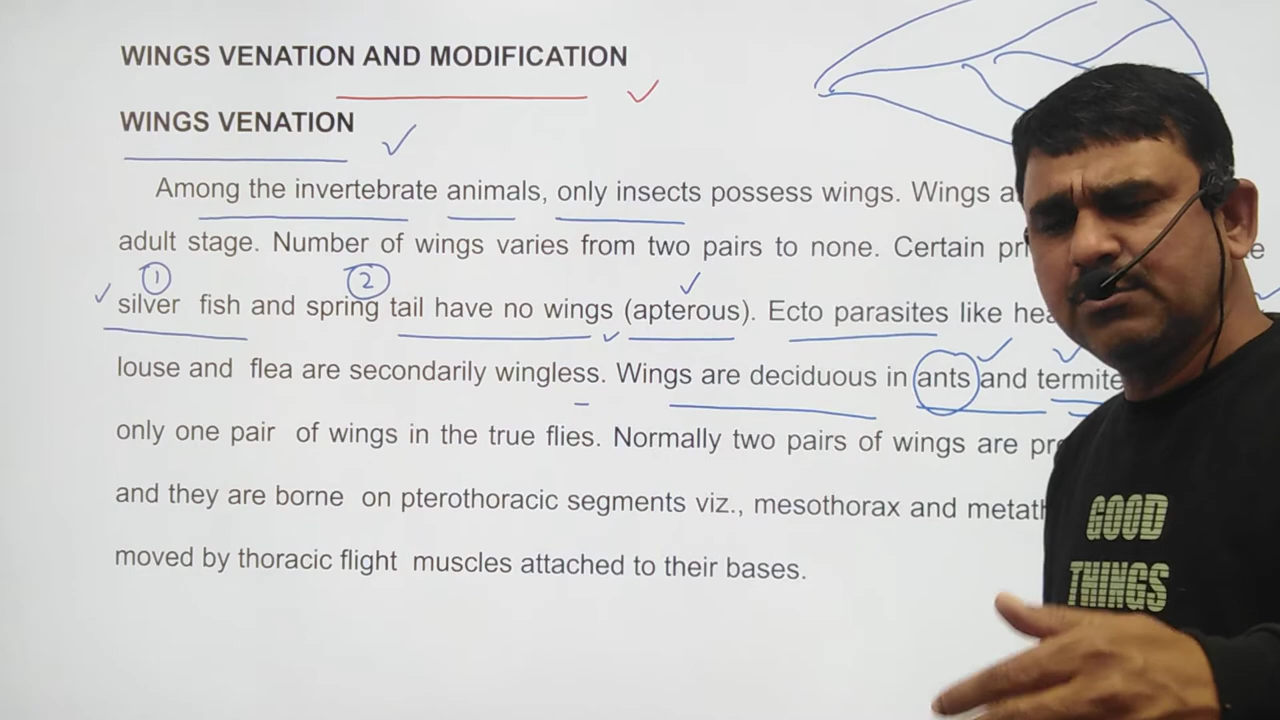 WINGS VENATION AND MODIFICATION
WINGS VENATION
Among the invertebrate animals, only insects possess wings. Wings
adult stage. Number of wings varies from two pairs to none. Certain
1 2
silver fish and spring tail have no wings (apterous). Ecto parasites like
louse and flea are secondarily wingless. Wings are deciduous in ants and termite
only one pair of wings in the true flies. Normally two pairs of wings are
and they are borne on pterothoracic segments viz., mesothorax and
moved by thoracic flight muscles attached to their bases.
GOOD
THINGS